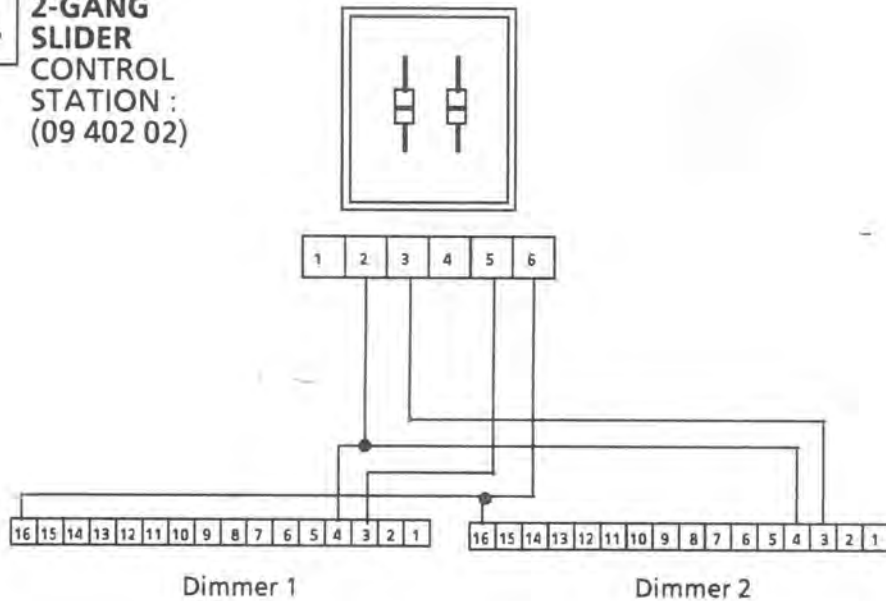 2-GANG
SLIDER
CONTROL
STATION :
(09 402 02)
1 2 3 4 5 6
16 15 14 13 12 11 10 9 8 7 6 5 4 3 2 1
16 15 14 13 12 11 10 9 8 7 6 5 4 3 2 1
Dimmer 1
Dimmer 2